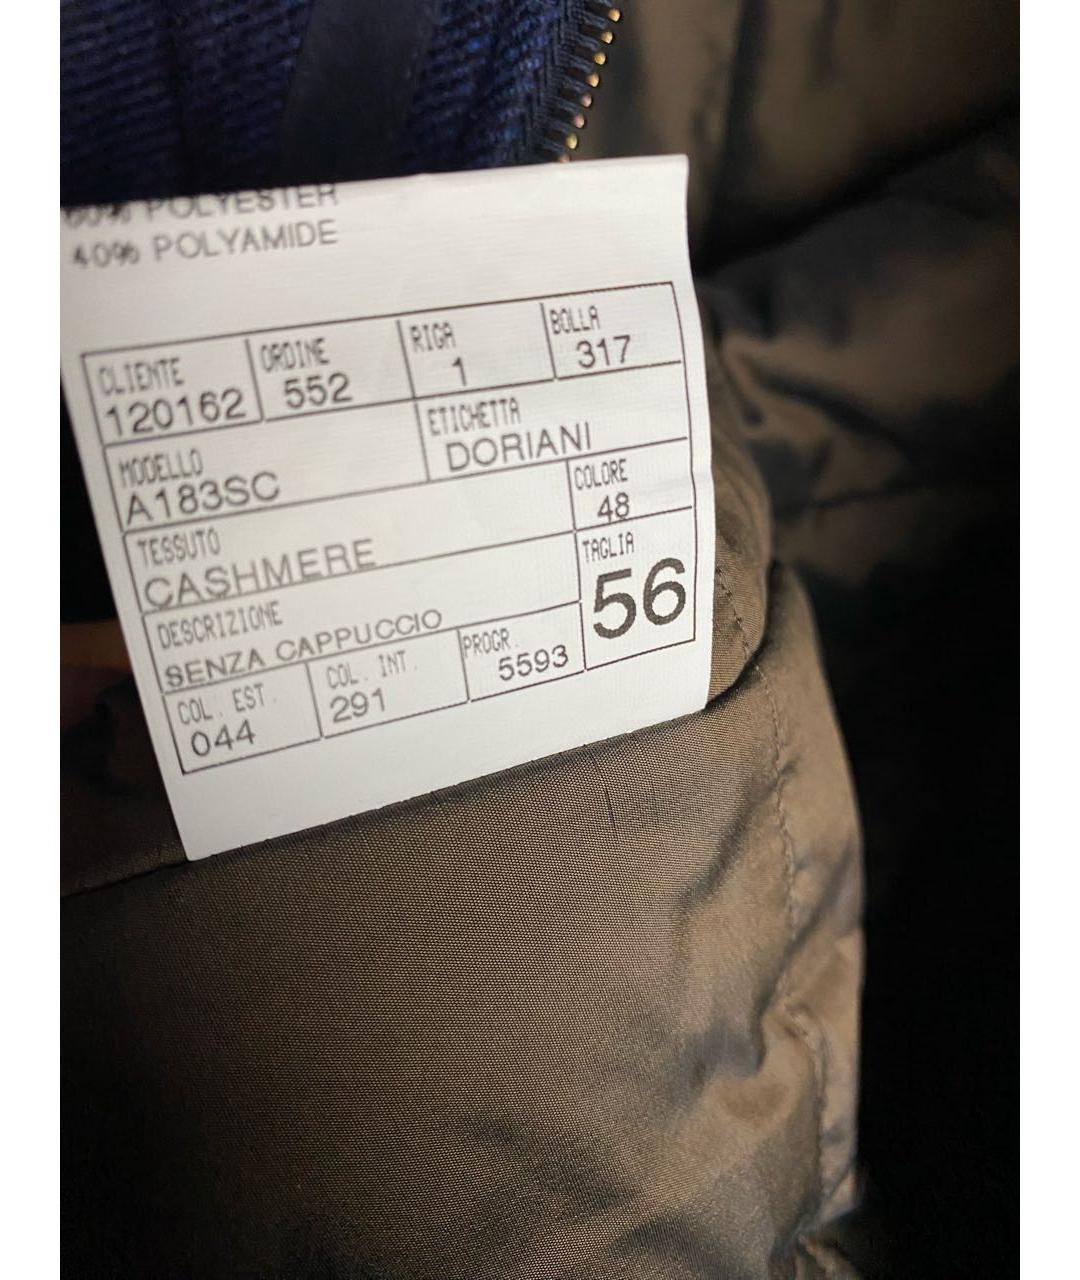 60% POLYESTER
40% POLYAMIDE
CLIENTE ORDINE RIGA BOLLA
120162 552 1 317
MODELLO ETICHETTA
A183SC DORIANI
TESSUTO COLORE
CASHMERE 48
DESCRIZIONE TAGLIA
SENZA CAPPUCCIO 56
COL. EST. COL. INT. PROGR.
044 291 5593